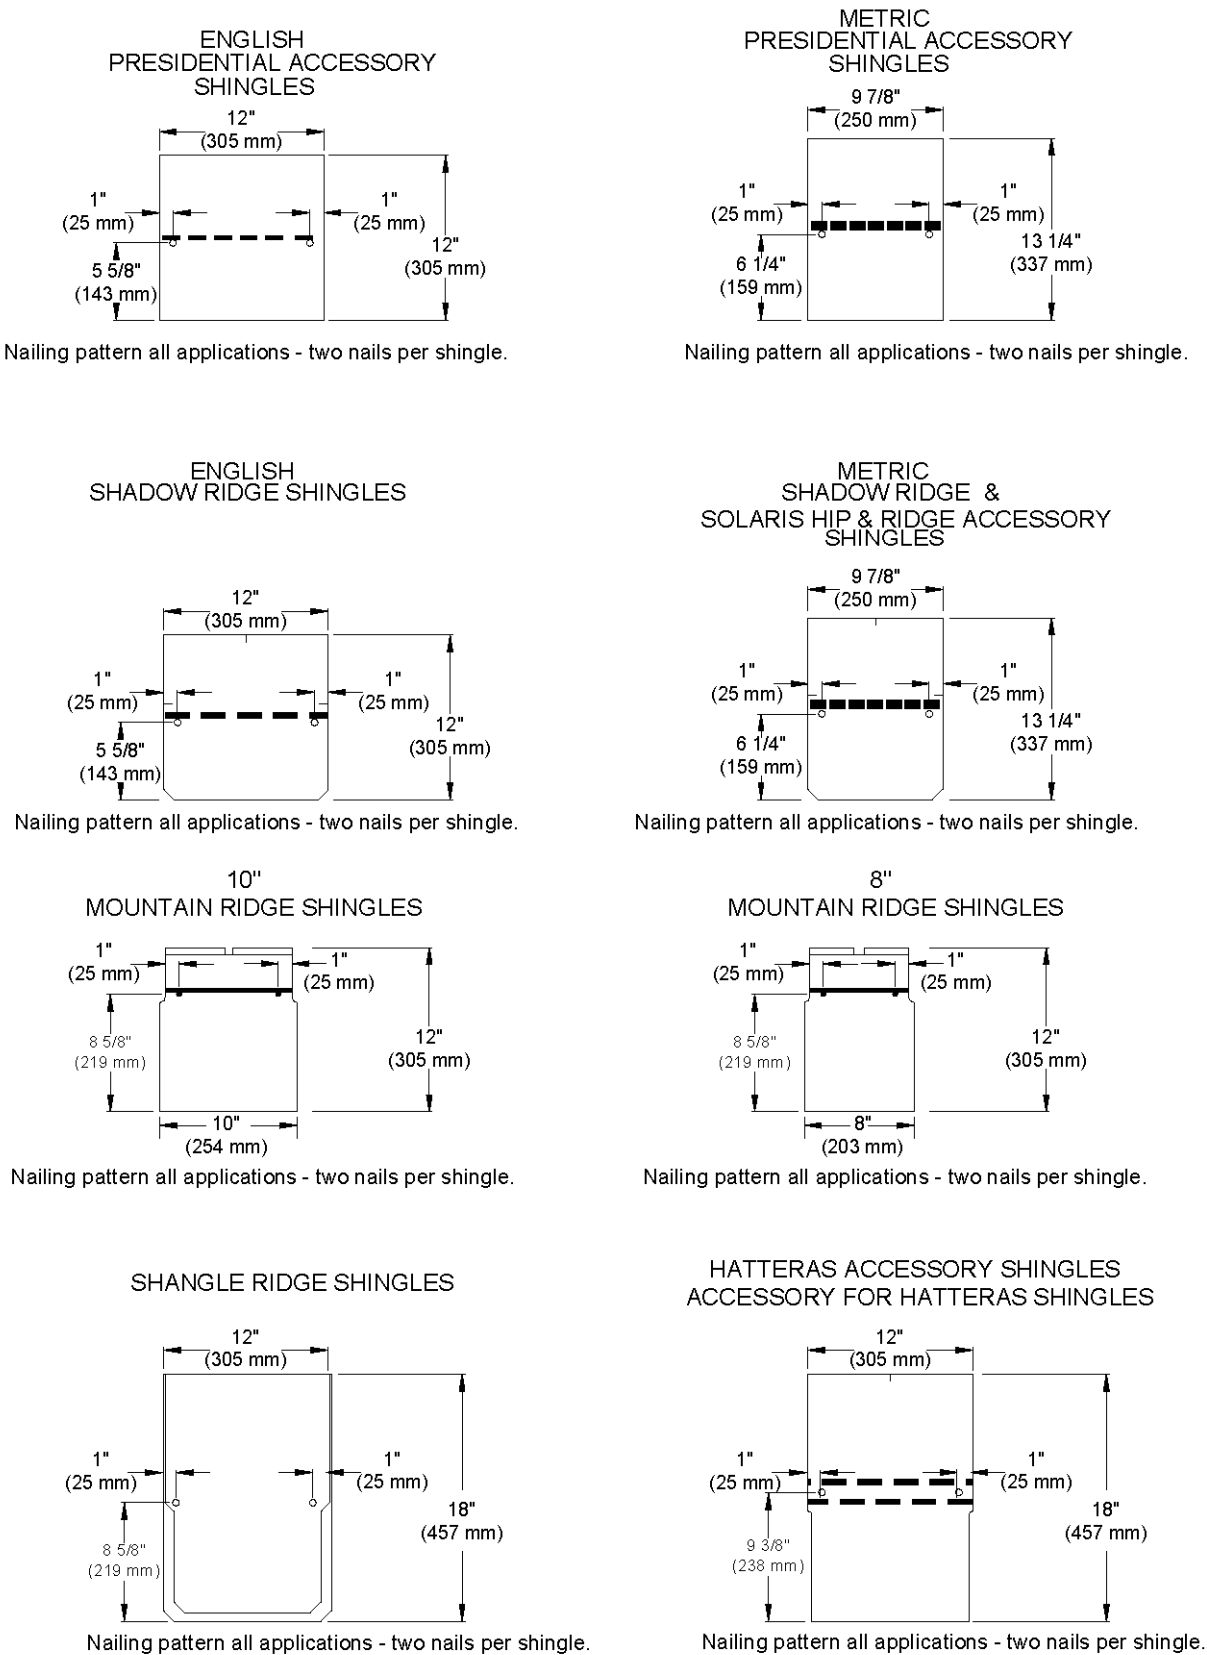 ENGLISH
PRESIDENTIAL ACCESSORY
SHINGLES
12"
(305 mm)
1"
(25 mm)
1"
(25 mm)
12"
(305 mm)
5 5/8"
(143 mm)
Nailing pattern all applications - two nails per shingle.
METRIC
PRESIDENTIAL ACCESSORY
SHINGLES
9 7/8"
(250 mm)
1"
(25 mm)
1"
(25 mm)
13 1/4"
(337 mm)
6 1/4"
(159 mm)
Nailing pattern all applications - two nails per shingle.
ENGLISH
SHADOW RIDGE SHINGLES
12"
(305 mm)
1"
(25 mm)
1"
(25 mm)
12"
(305 mm)
5 5/8"
(143 mm)
Nailing pattern all applications - two nails per shingle.
METRIC
SHADOW RIDGE &
SOLARIS HIP & RIDGE ACCESSORY
SHINGLES
9 7/8"
(250 mm)
1"
(25 mm)
1"
(25 mm)
13 1/4"
(337 mm)
6 1/4"
(159 mm)
Nailing pattern all applications - two nails per shingle.
10"
MOUNTAIN RIDGE SHINGLES
1"
(25 mm)
1"
(25 mm)
8 5/8"
(219 mm)
12"
(305 mm)
10"
(254 mm)
Nailing pattern all applications - two nails per shingle.
8"
MOUNTAIN RIDGE SHINGLES
1"
(25 mm)
1"
(25 mm)
8 5/8"
(219 mm)
12"
(305 mm)
8"
(203 mm)
Nailing pattern all applications - two nails per shingle.
SHANGLE RIDGE SHINGLES
12"
(305 mm)
1"
(25 mm)
1"
(25 mm)
18"
(457 mm)
8 5/8"
(219 mm)
Nailing pattern all applications - two nails per shingle.
HATTERAS ACCESSORY SHINGLES
ACCESSORY FOR HATTERAS SHINGLES
12"
(305 mm)
1"
(25 mm)
1"
(25 mm)
18"
(457 mm)
9 3/8"
(238 mm)
Nailing pattern all applications - two nails per shingle.